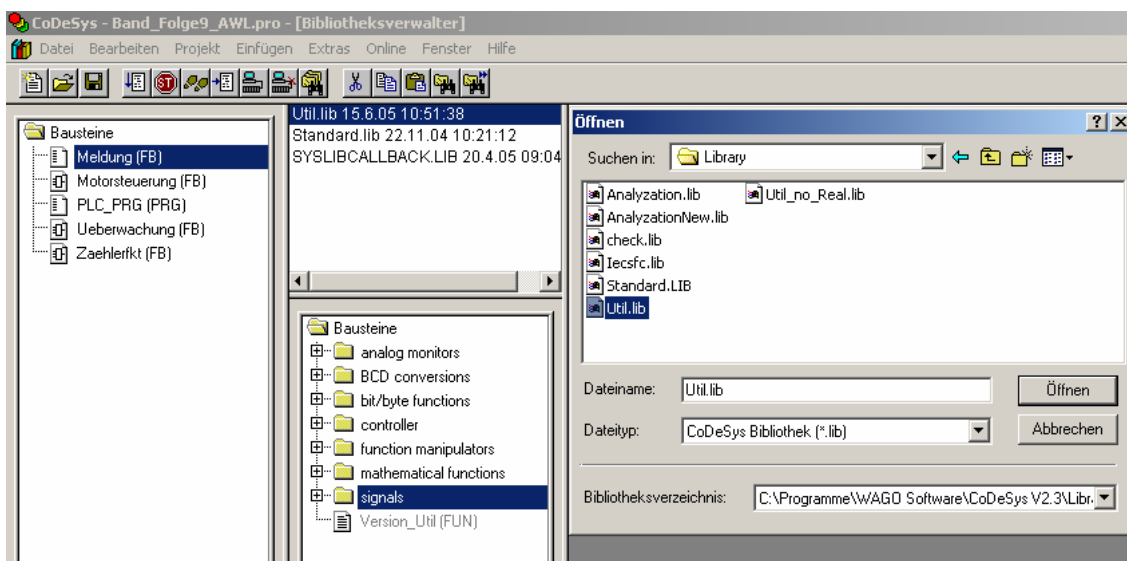 CoDeSys - Band_Folge9_AWL.pro - [Bibliotheksverwalter]
Datei Bearbeiten Projekt Einfügen Extras Online Fenster Hilfe
Bausteine
Meldung (FB)
Motorsteuerung (FB)
PLC_PRG (PRG)
Ueberwachung (FB)
Zaehlerfkt (FB)
Util.lib 15.6.05 10:51:38
Standard.lib 22.11.04 10:21:12
SYSLIBCALLBACK.LIB 20.4.05 09:04
Bausteine
analog monitors
BCD conversions
bit/byte functions
controller
function manipulators
mathematical functions
signals
Version_Util (FUN)
Öffnen
Suchen in: Library
Analyzation.lib
AnalyzationNew.lib
check.lib
Iecsfc.lib
Standard.LIB
Util.lib
Util_no_Real.lib
Dateiname: Util.lib Öffnen
Dateityp: CoDeSys Bibliothek (*.lib) Abbrechen
Bibliotheksverzeichnis: C:\Programme\WAGO Software\CoDeSys V2.3\Libr